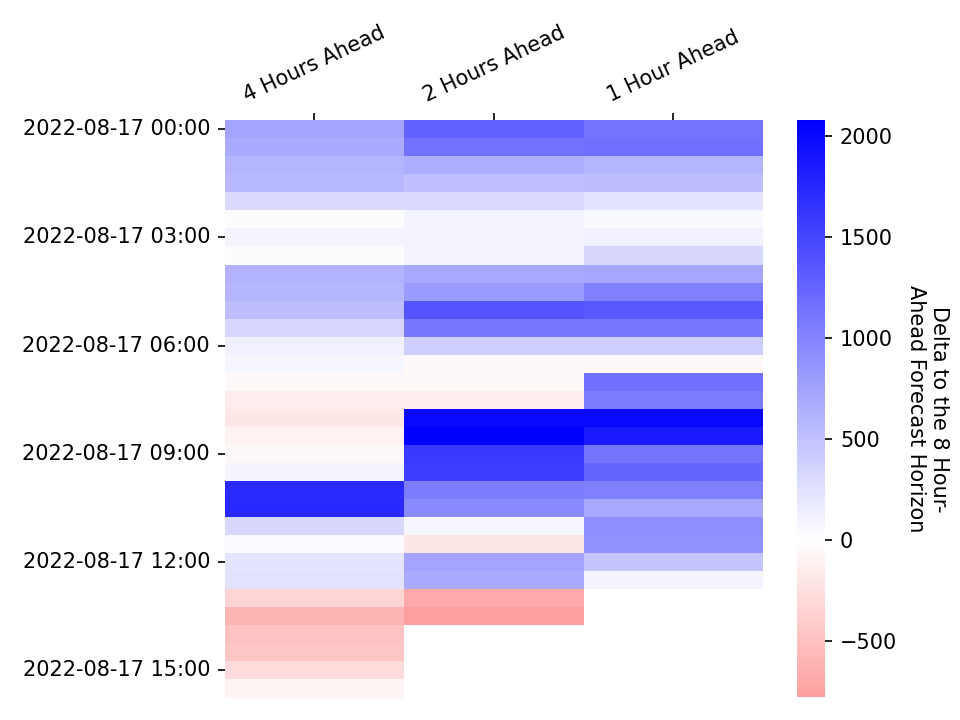 4 Hours Ahead
2 Hours Ahead
1 Hour Ahead
2022-08-17 00:00
2022-08-17 03:00
2022-08-17 06:00
2022-08-17 09:00
2022-08-17 12:00
2022-08-17 15:00
2000
1500
1000
500
0
−500
Delta to the 8 Hour-
Ahead Forecast Horizon